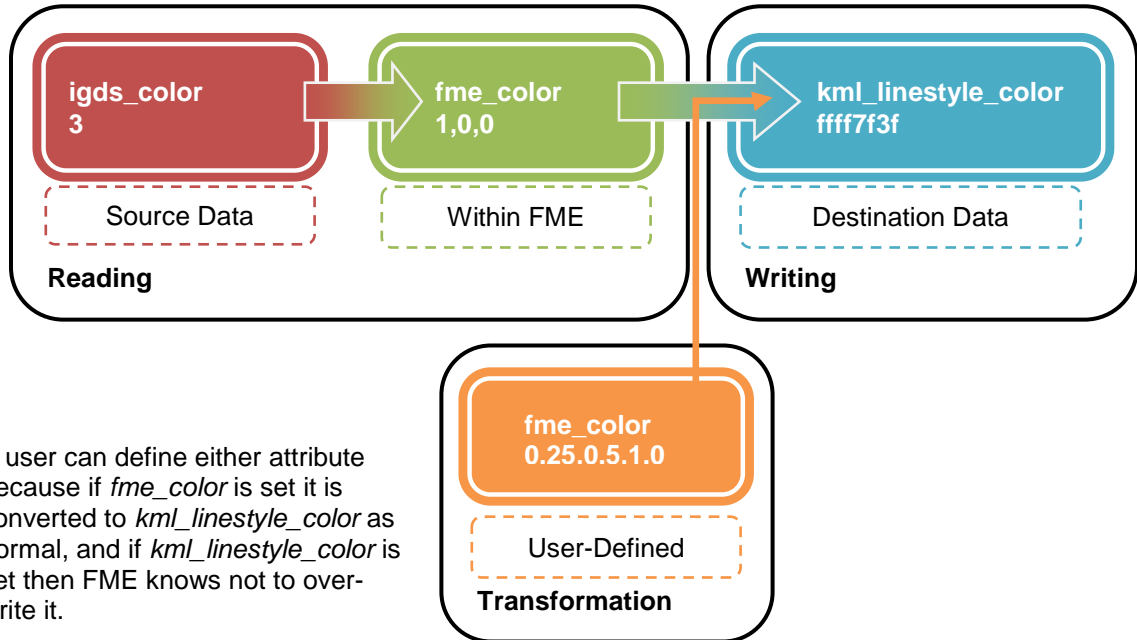 igds_color
3
fme_color
1,0,0
kml_linestyle_color
ffff7f3f
Source Data
Within FME
Destination Data
Reading
Writing
fme_color
0.25.0.5.1.0
User-Defined
Transformation
user can define either attribute
ecause if fme_color is set it is
onverted to kml_linestyle_color as
ormal, and if kml_linestyle_color is
et then FME knows not to over-
rite it.